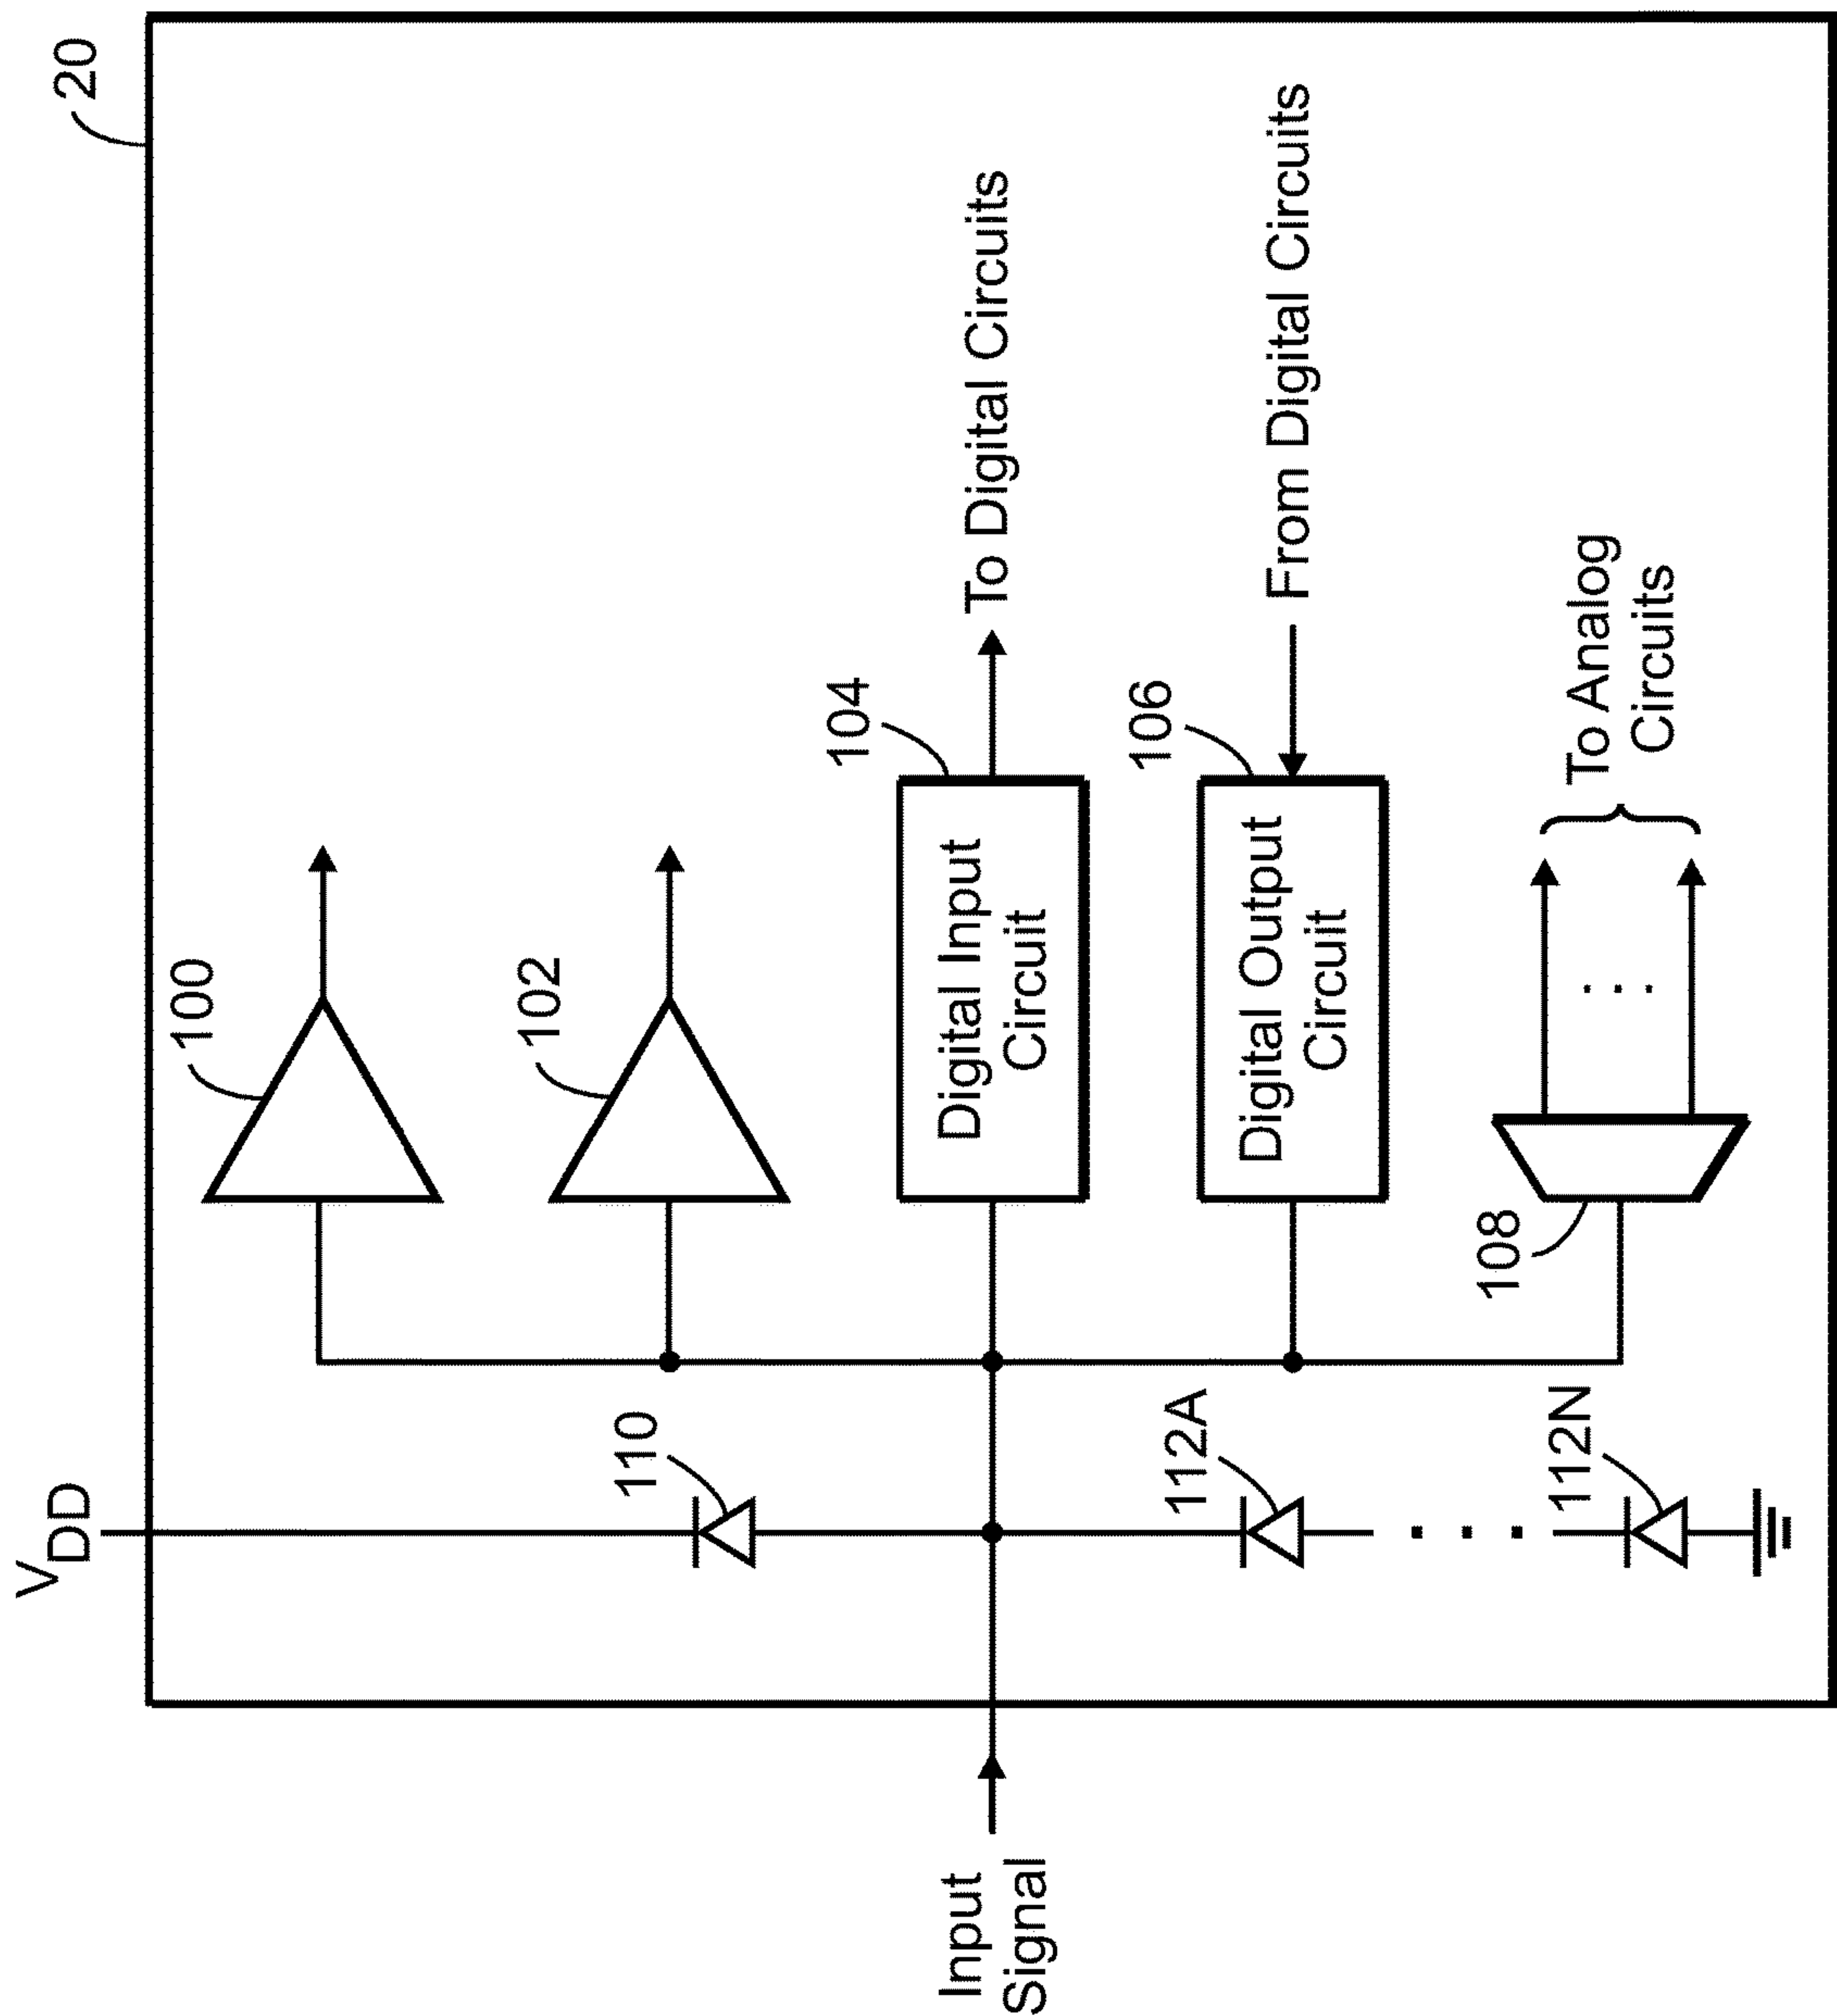 20
V
DD
100
102
110
104
Digital Input
Circuit
To Digital Circuits
Input
Signal
106
Digital Output
Circuit
From Digital Circuits
112A
108
To Analog
Circuits
112N